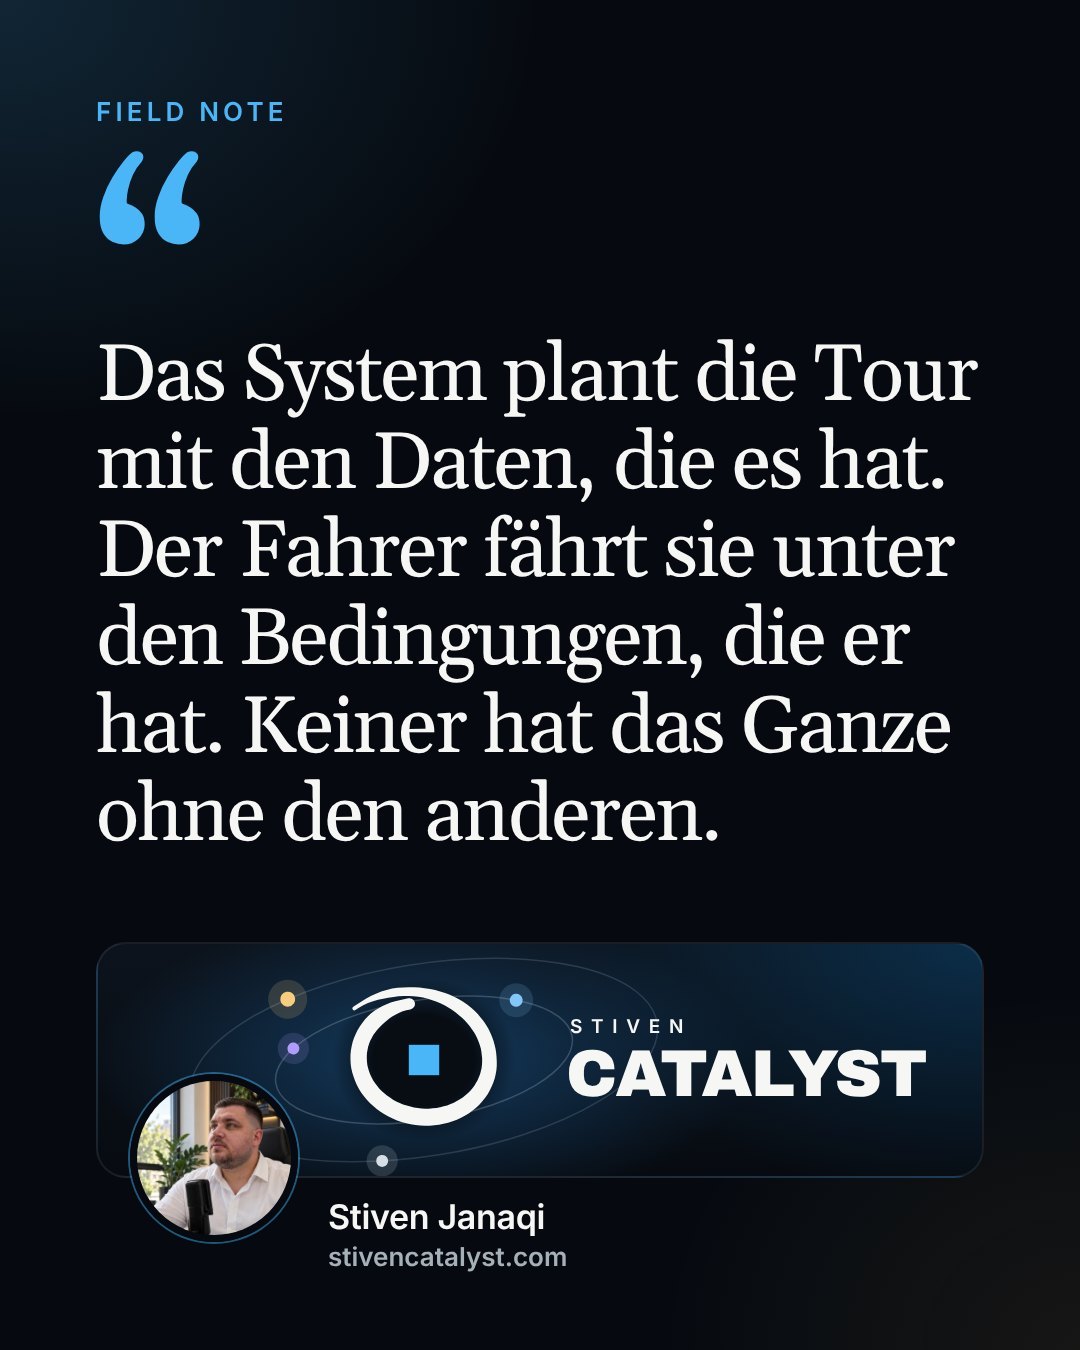 FIELD NOTE
“
Das System plant die Tour
mit den Daten, die es hat.
Der Fahrer fährt sie unter
den Bedingungen, die er
hat. Keiner hat das Ganze
ohne den anderen.
STIVEN
CATALYST
Stiven Janaqi
stivencatalyst.com